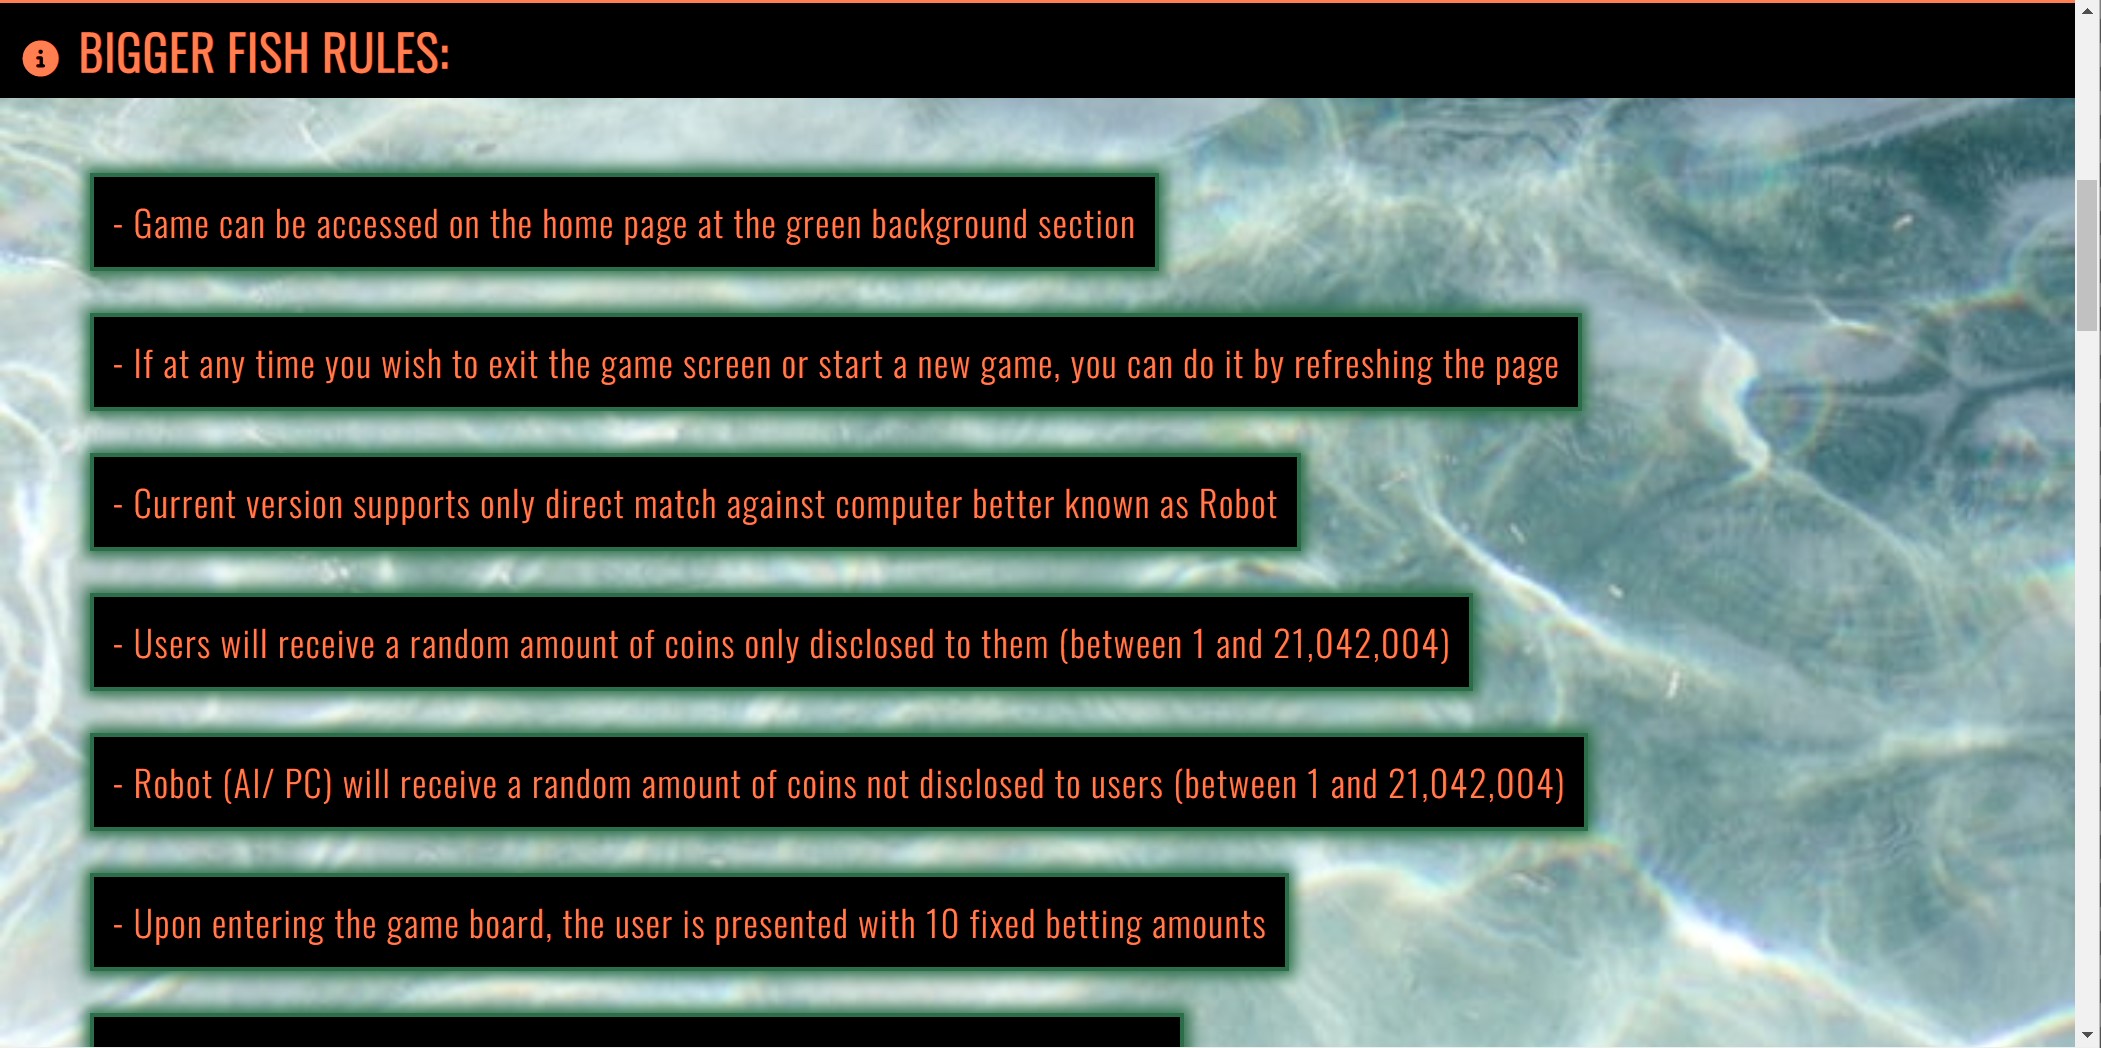 BIGGER FISH RULES:
- Game can be accessed on the home page at the green background section
- If at any time you wish to exit the game screen or start a new game, you can do it by refreshing the page
- Current version supports only direct match against computer better known as Robot
- Users will receive a random amount of coins only disclosed to them (between 1 and 21,042,004)
- Robot (AI/ PC) will receive a random amount of coins not disclosed to users (between 1 and 21,042,004)
- Upon entering the game board, the user is presented with 10 fixed betting amounts